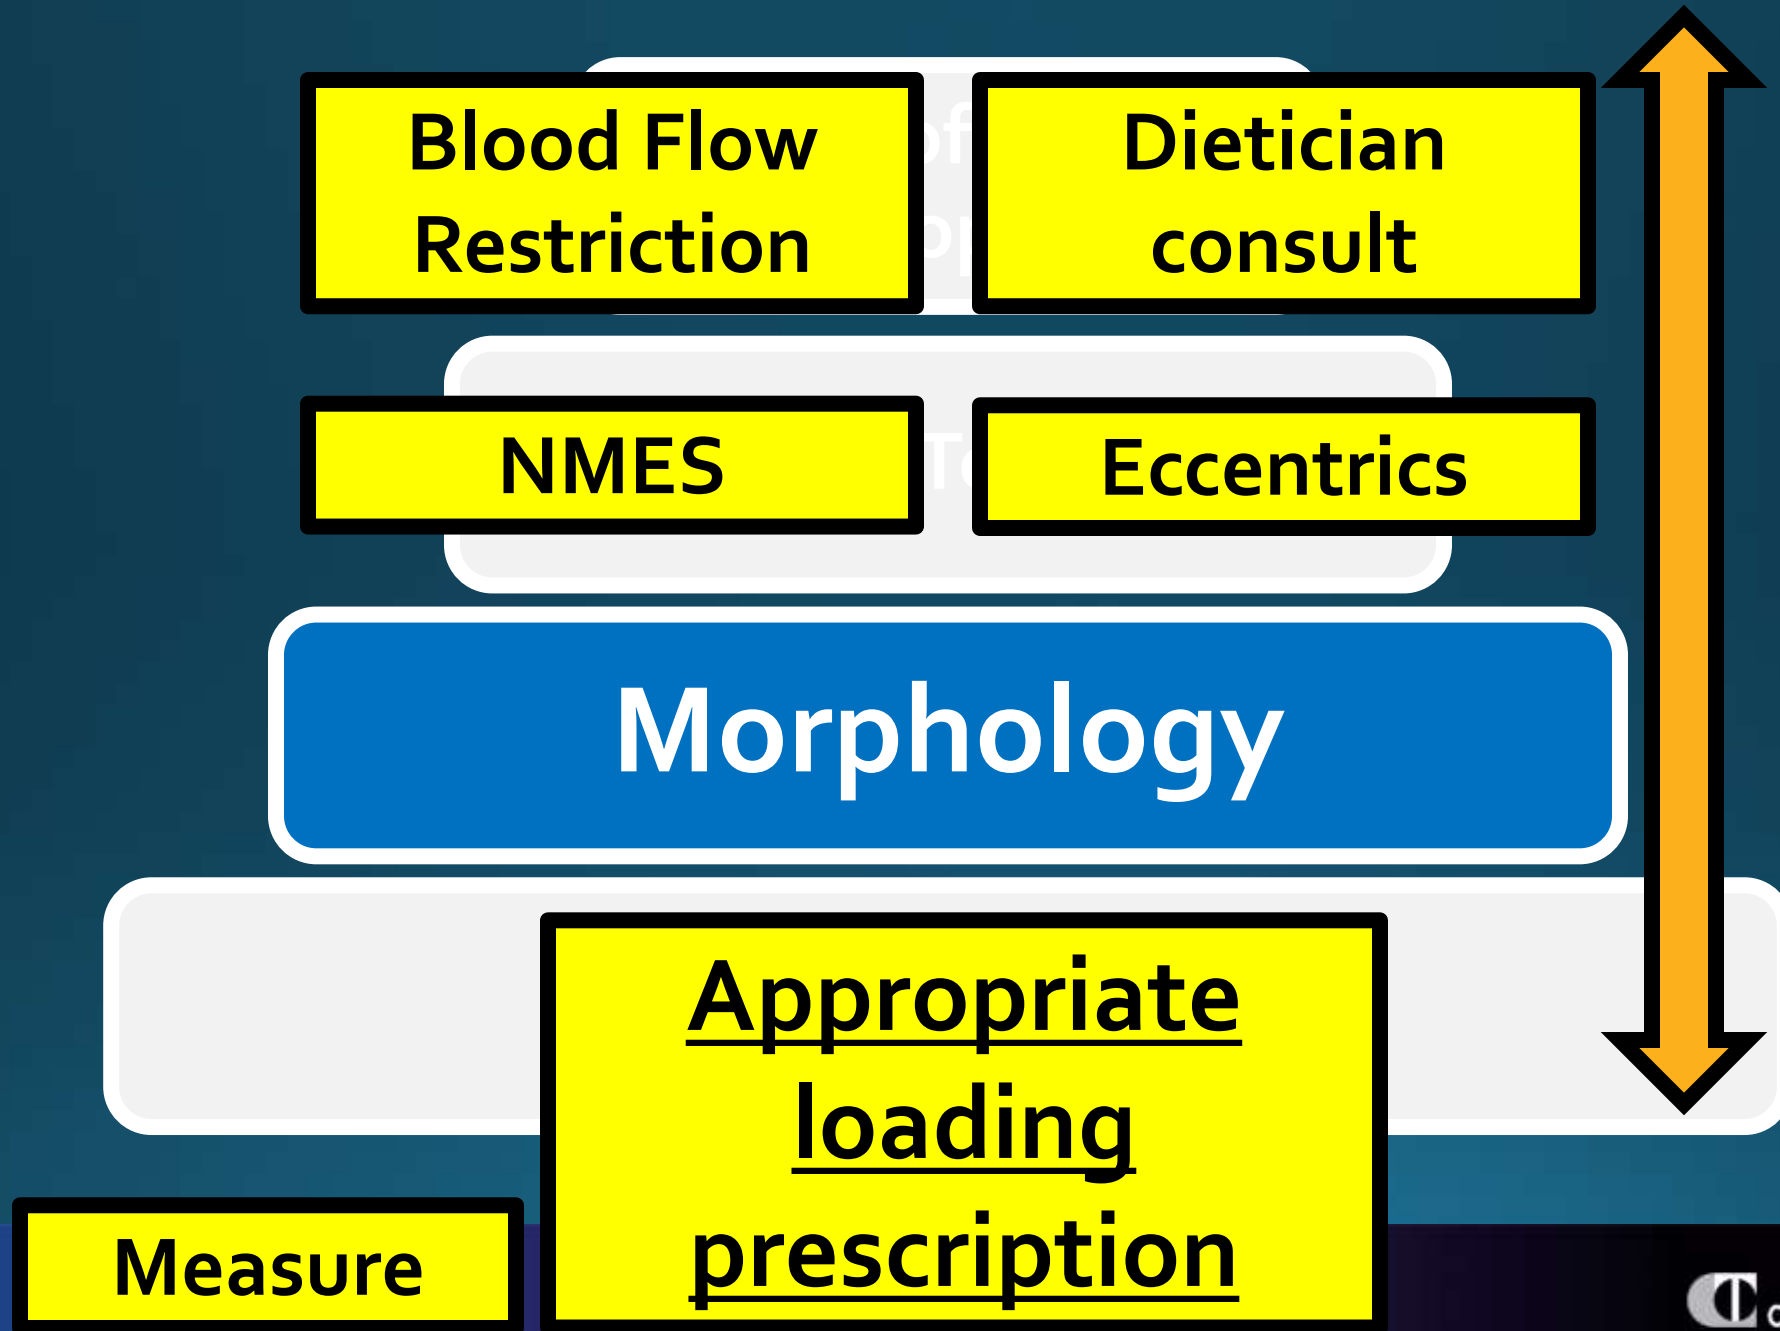 Blood Flow
Restriction
Dietician
consult
NMES
Eccentrics
Morphology
Appropriate
loading
prescription
Measure